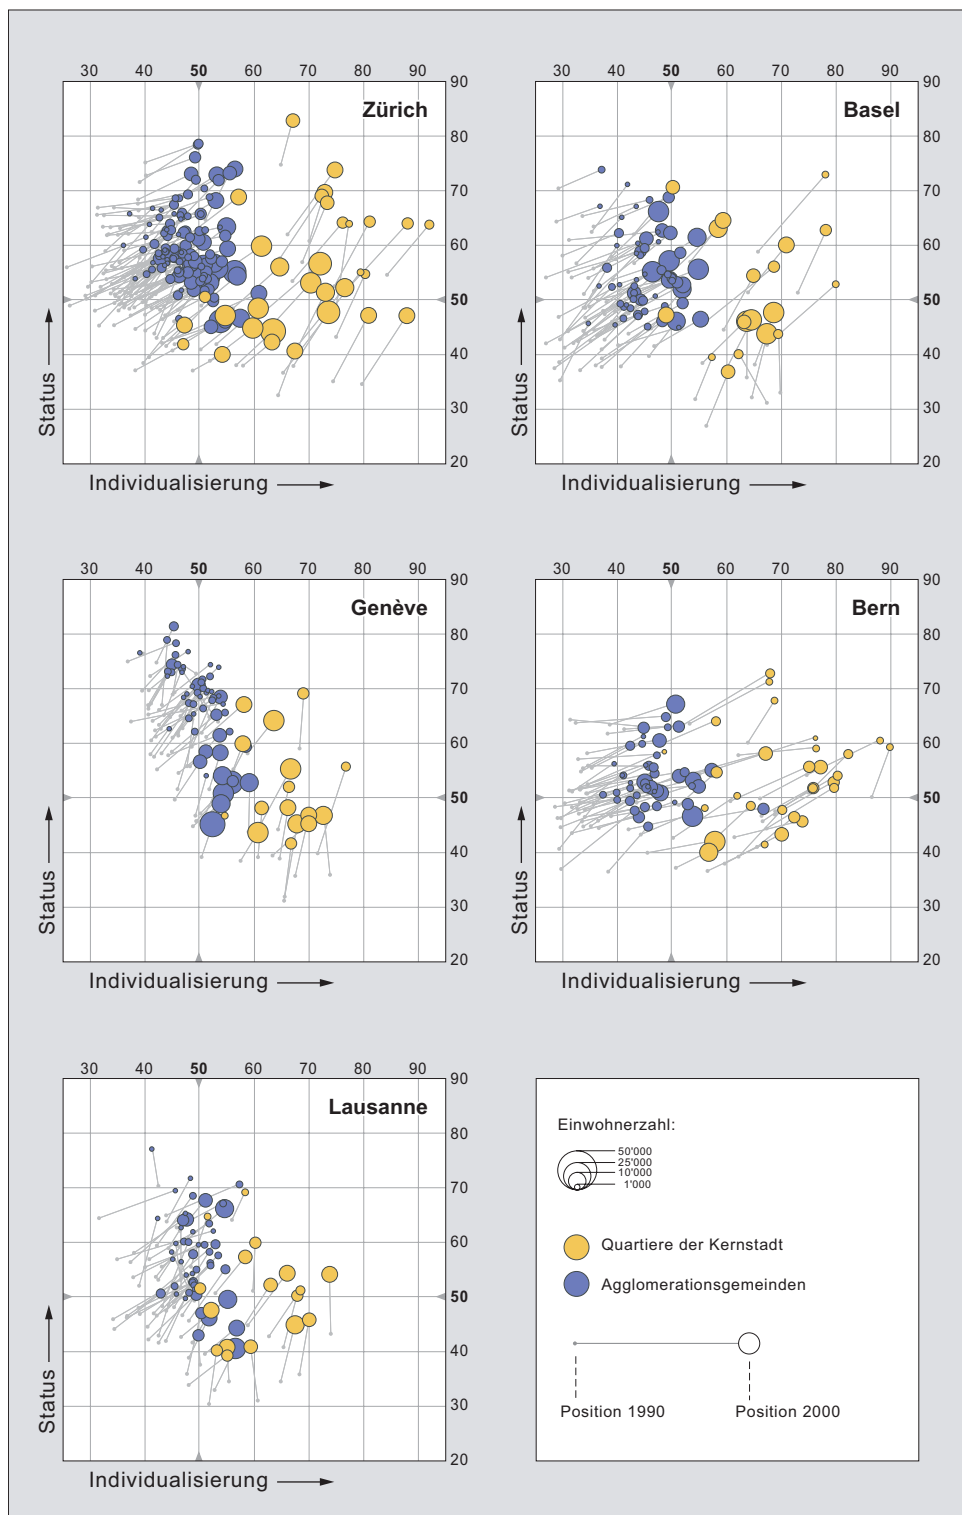 30 40 50 60 70 80 90
90
Zürich
80
70
60
50
40
30
20
Status
Individualisierung
30 40 50 60 70 80 90
90
Basel
80
70
60
50
40
30
20
Status
Individualisierung
30 40 50 60 70 80
90
Genève
80
70
60
50
40
30
20
Status
Individualisierung
30 40 50 60 70 80 90
90
Bern
80
70
60
50
40
30
20
Status
Individualisierung
30 40 50 60 70 80 90
90
Lausanne
80
70
60
50
40
30
20
Status
Individualisierung
Einwohnerzahl:
50'000
25'000
10'000
1'000
Quartiere der Kernstadt
Agglomerationsgemeinden
Position 1990 Position 2000